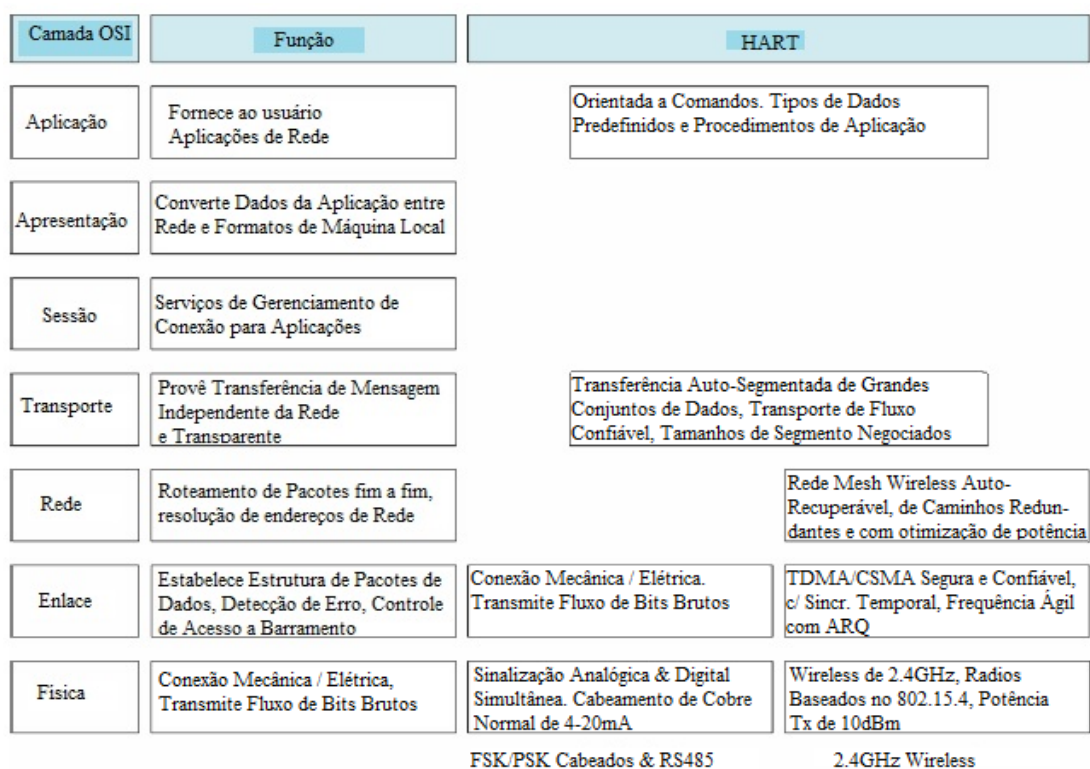 Camada OSI
Função
HART
Aplicação
Fornece ao usuário
Aplicações de Rede
Orientada a Comandos. Tipos de Dados
Predefinidos e Procedimentos de Aplicação
Apresentação
Converte Dados da Aplicação entre
Rede e Formatos de Máquina Local
Sessão
Serviços de Gerenciamento de
Conexão para Aplicações
Transporte
Provê Transferência de Mensagem
Independente da Rede
e Transparente
Transferência Auto-Segmentada de Grandes
Conjuntos de Dados, Transporte de Fluxo
Confiável, Tamanhos de Segmento Negociados
Rede
Roteamento de Pacotes fim a fim,
resolução de endereços de Rede
Rede Mesh Wireless Auto-
Recuperável, de Caminhos Redun-
dantes e com otimização de potência
Enlace
Estabelece Estrutura de Pacotes de
Dados, Detecção de Erro, Controle
de Acesso a Barramento
Conexão Mecânica / Elétrica.
Transmite Fluxo de Bits Brutos
TDMA/CSMA Segura e Confiável,
c/ Sincr. Temporal, Frequência Ágil
com ARQ
Física
Conexão Mecânica / Elétrica,
Transmite Fluxo de Bits Brutos
Sinalização Analógica & Digital
Simultânea. Cabeamento de Cobre
Normal de 4-20mA
Wireless de 2.4GHz, Radios
Baseados no 802.15.4, Potência
Tx de 10dBm
FSK/PSK Cabeados & RS485
2.4GHz Wireless